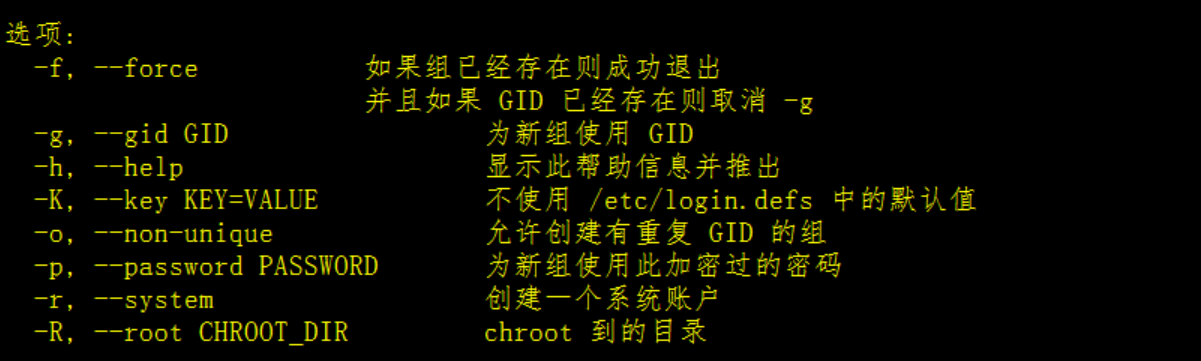 选项:
-f, --force 如果组已经存在则成功退出
并且如果 GID 已经存在则取消 -g
-g, --gid GID 为新组使用 GID
-h, --help 显示此帮助信息并推出
-K, --key KEY=VALUE 不使用 /etc/login.defs 中的默认值
-o, --non-unique 允许创建有重复 GID 的组
-p, --password PASSWORD 为新组使用此加密过的密码
-r, --system 创建一个系统账户
-R, --root CHROOT_DIR chroot 到的目录